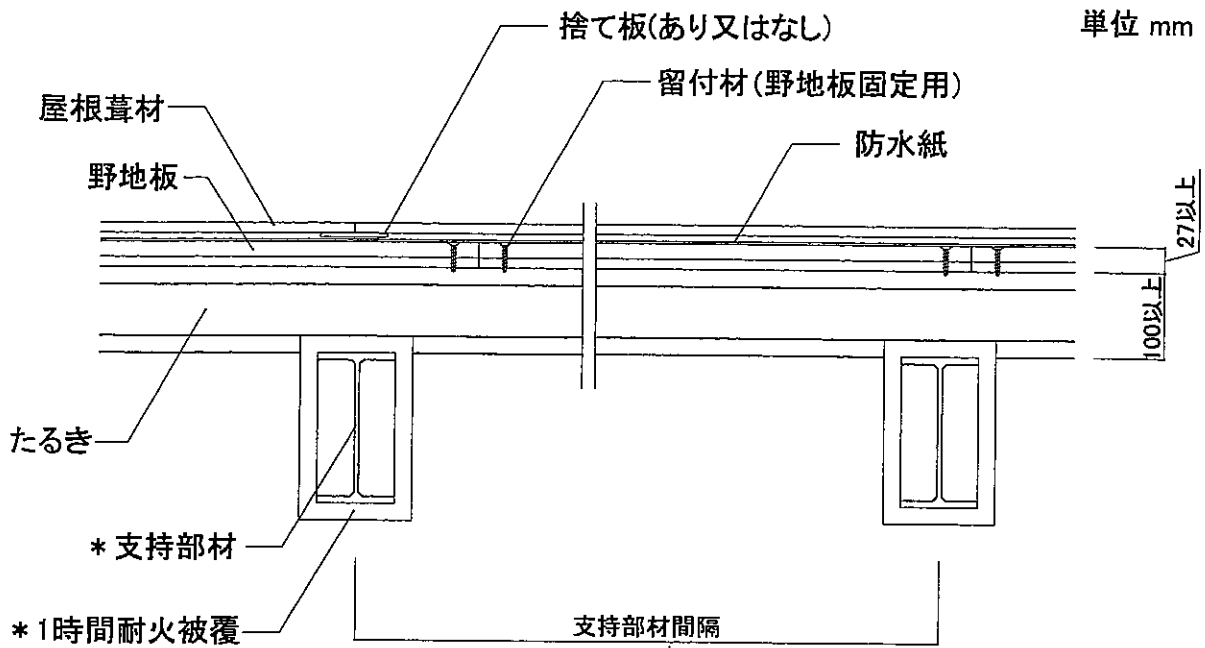 捨て板(あり又はなし)
単位 mm
留付材(野地板固定用)
屋根葺材
防水紙
野地板
27以上
100以上
たるき
*支持部材
*1時間耐火被覆
支持部材間隔